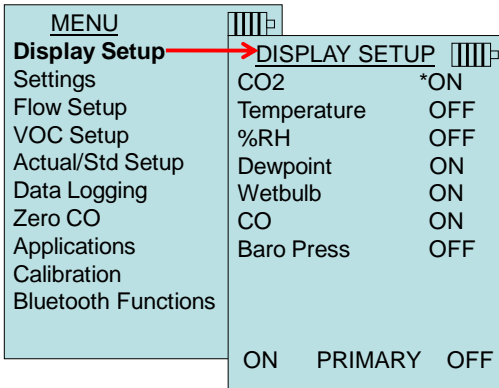 MENU
Display Setup
Settings
Flow Setup
VOC Setup
Actual/Std Setup
Data Logging
Zero CO
Applications
Calibration
Bluetooth Functions
DISPLAY SETUP
CO2 *ON
Temperature OFF
%RH OFF
Dewpoint ON
Wetbulb ON
CO ON
Baro Press OFF
ON PRIMARY OFF